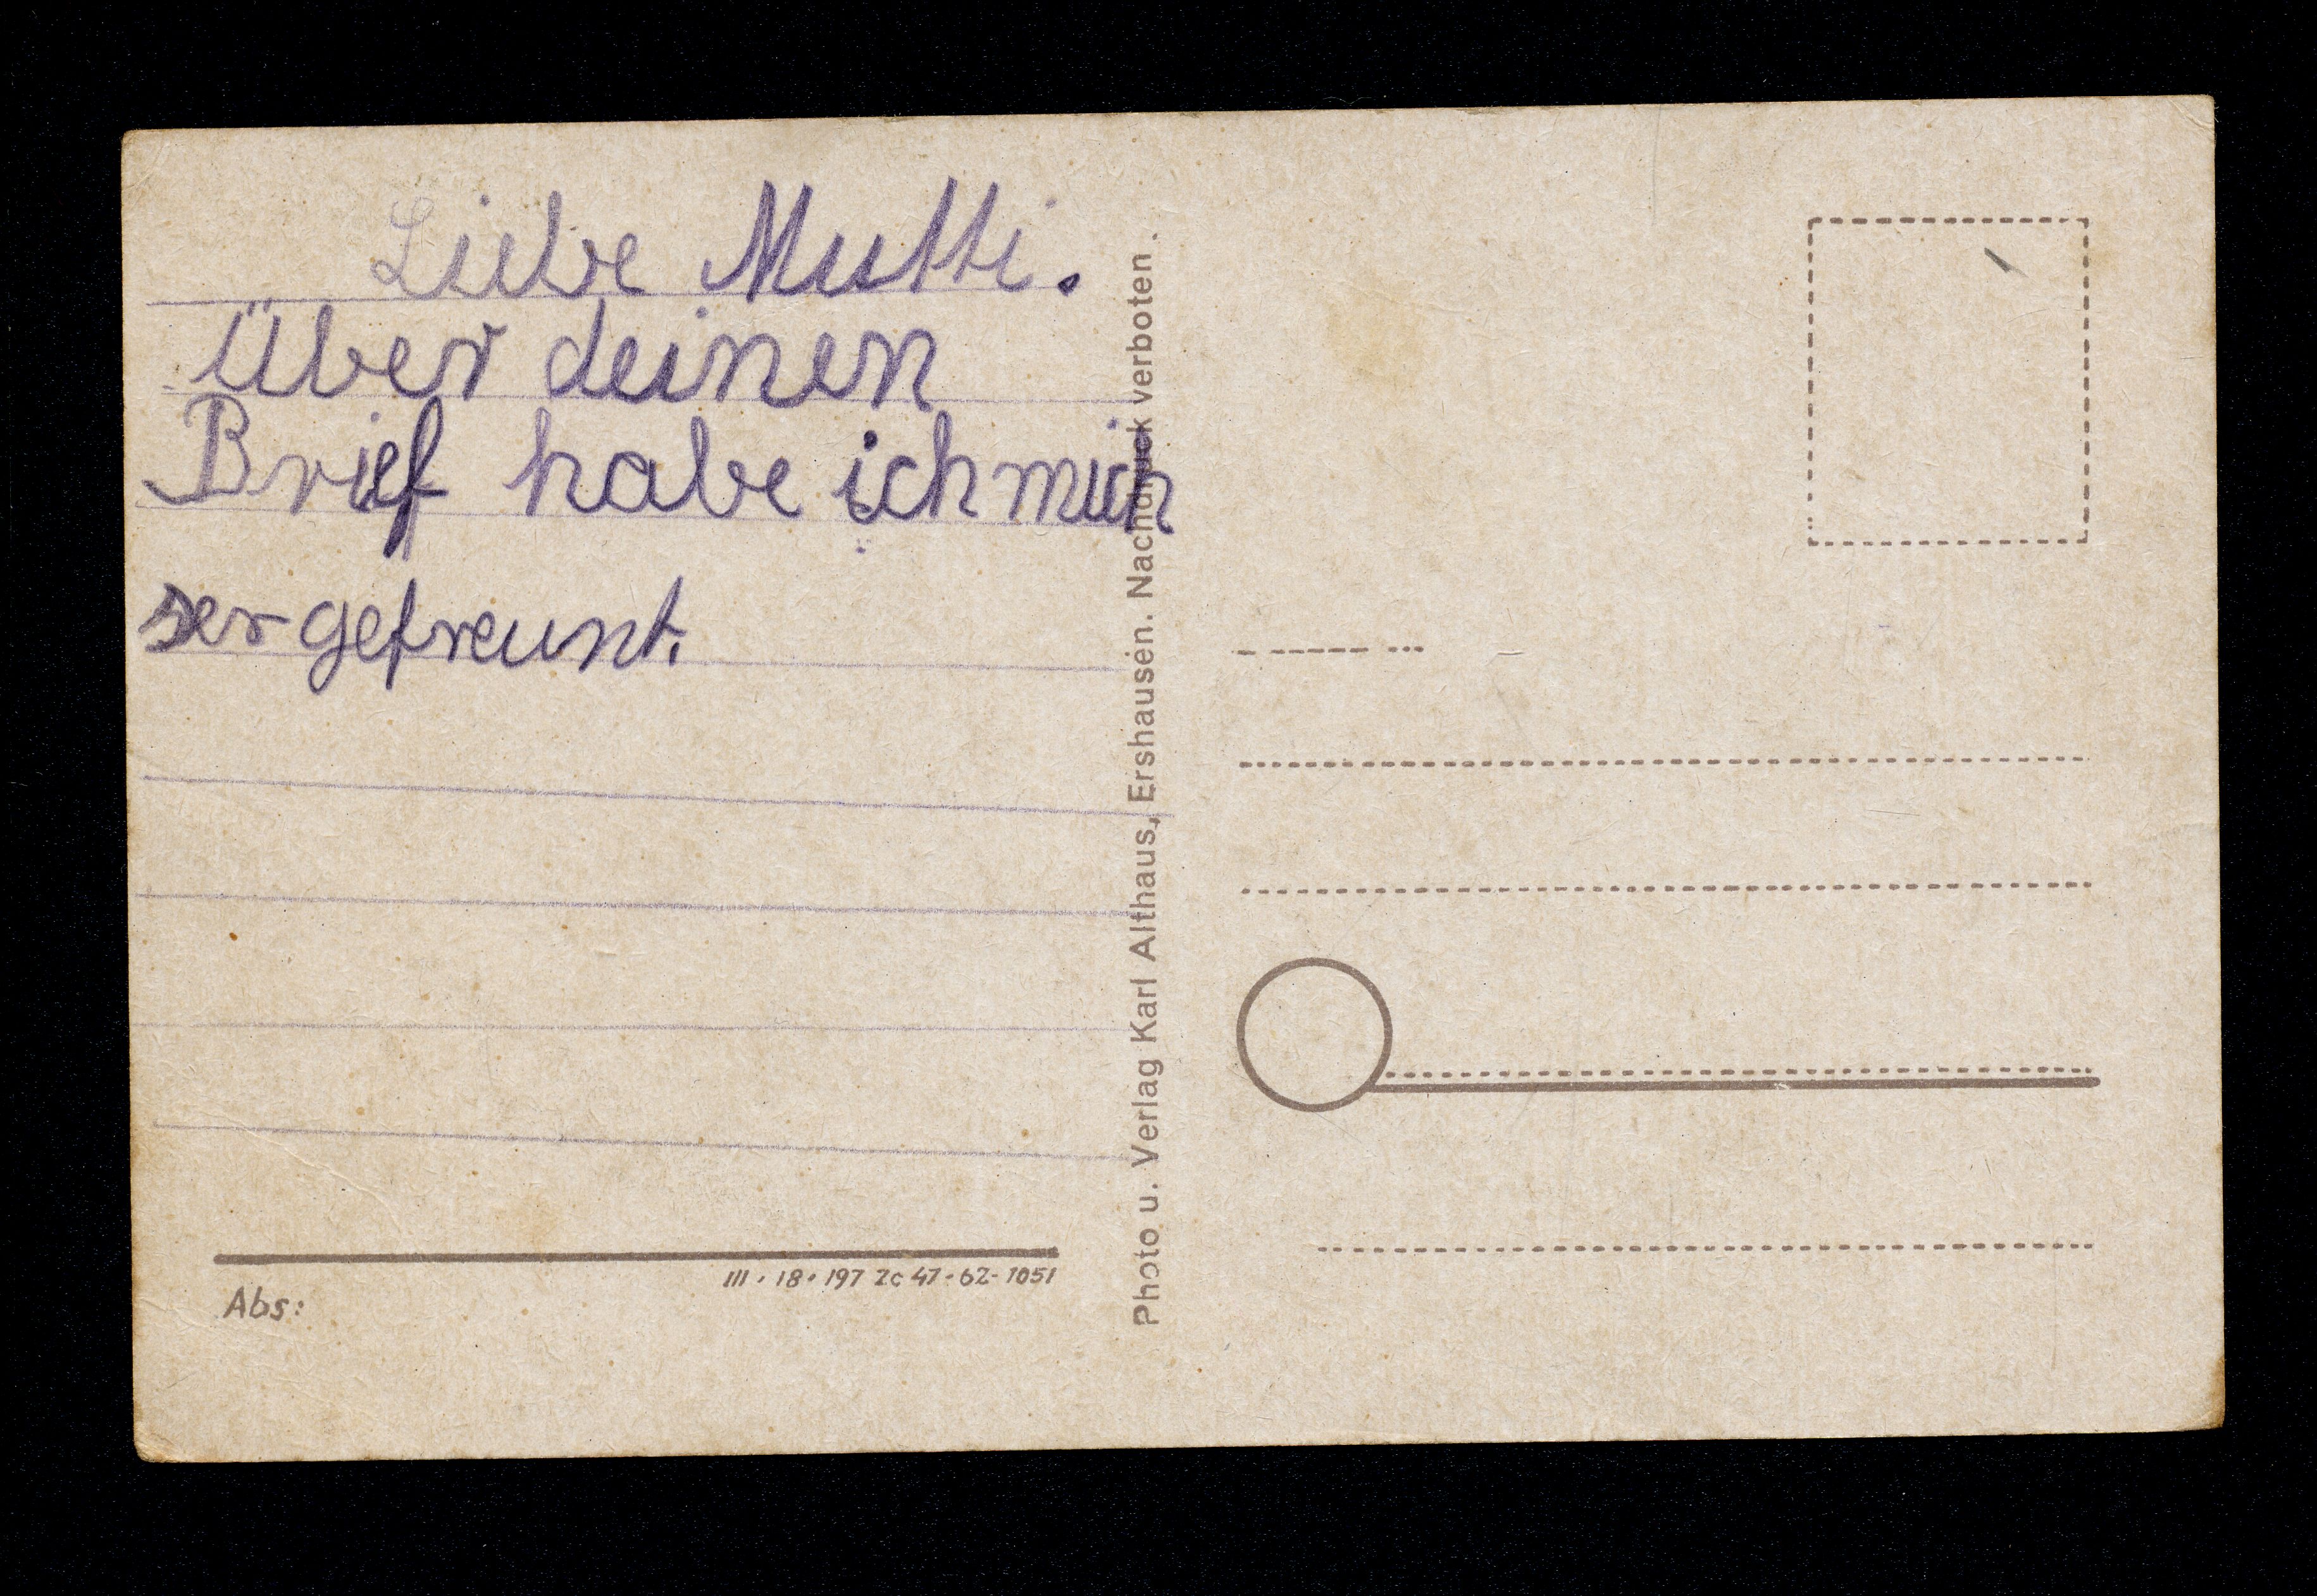 Liebe Mutti.
Über deinen
Brief habe ich mich
ser gefreunt.
III · 18 · 197 Zc 47 - 62 - 1051
Abs:
Photo u. Verlag Karl Althaus, Ershausen. Nachdruck verboten.